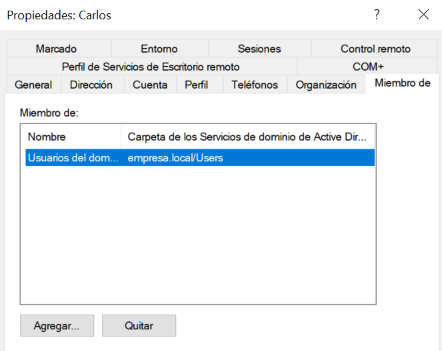 Propiedades: Carlos ? ×
Marcado Entorno Sesiones Control remoto
Perfil de Servicios de Escritorio remoto COM+
General Dirección Cuenta Perfil Teléfonos Organización Miembro de
Miembro de:
Nombre Carpeta de los Servicios de dominio de Active Dir...
Usuarios del dom... empresa.local/Users
Agregar... Quitar